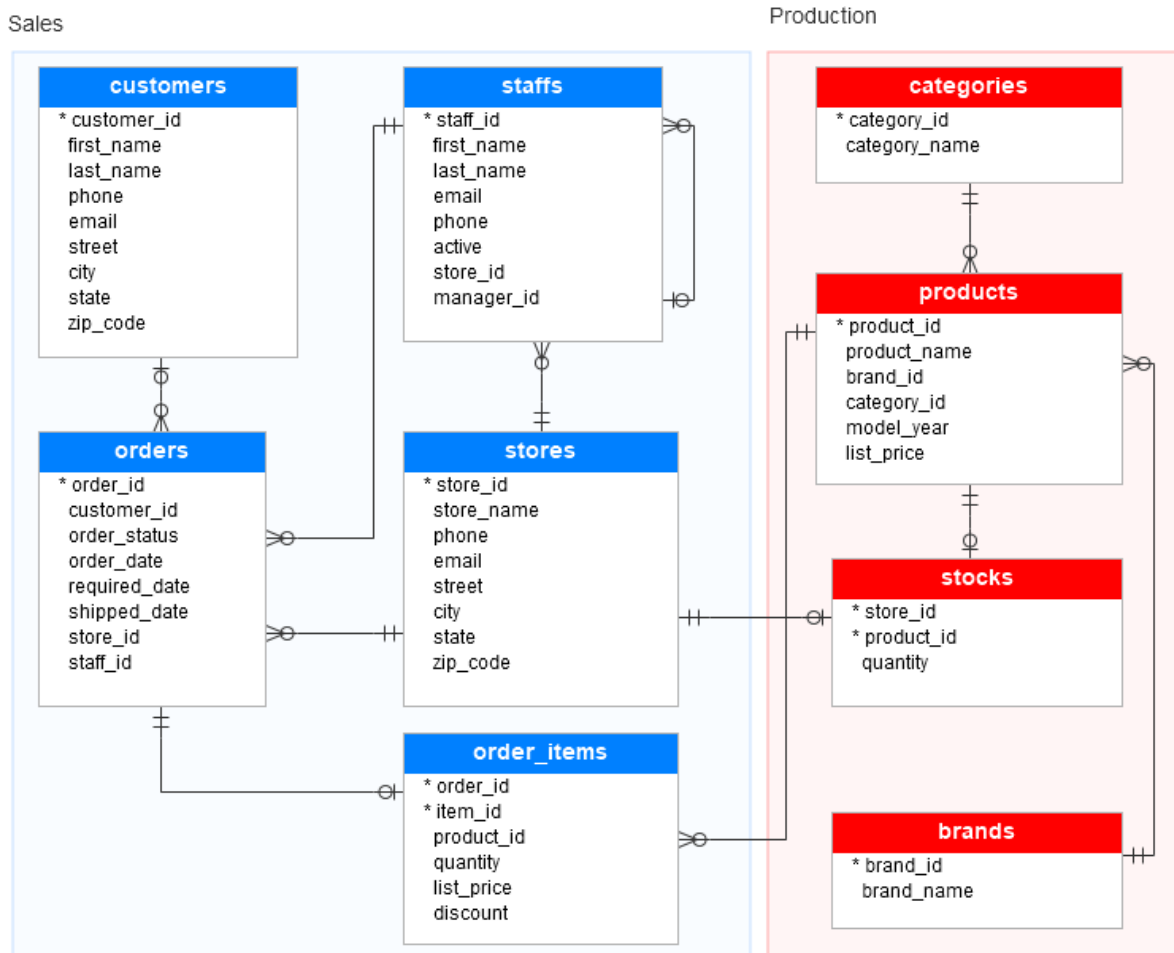 Sales
Production
customers
* customer_id
first_name
last_name
phone
email
street
city
state
zip_code
staffs
* staff_id
first_name
last_name
email
phone
active
store_id
manager_id
categories
* category_id
category_name
products
* product_id
product_name
brand_id
category_id
model_year
list_price
orders
* order_id
customer_id
order_status
order_date
required_date
shipped_date
store_id
staff_id
stores
* store_id
store_name
phone
email
street
city
state
zip_code
stocks
* store_id
* product_id
quantity
order_items
* order_id
* item_id
product_id
quantity
list_price
discount
brands
* brand_id
brand_name